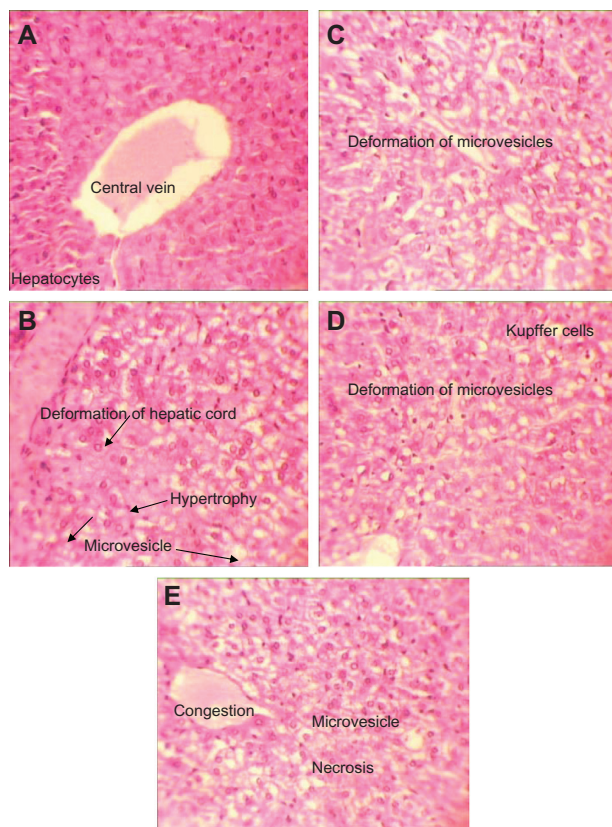 A
Central vein
Hepatocytes
B
Deformation of hepatic cord
Hypertrophy
Microvesicle
C
Deformation of microvesicles
D
Kupffer cells
Deformation of microvesicles
E
Congestion
Microvesicle
Necrosis